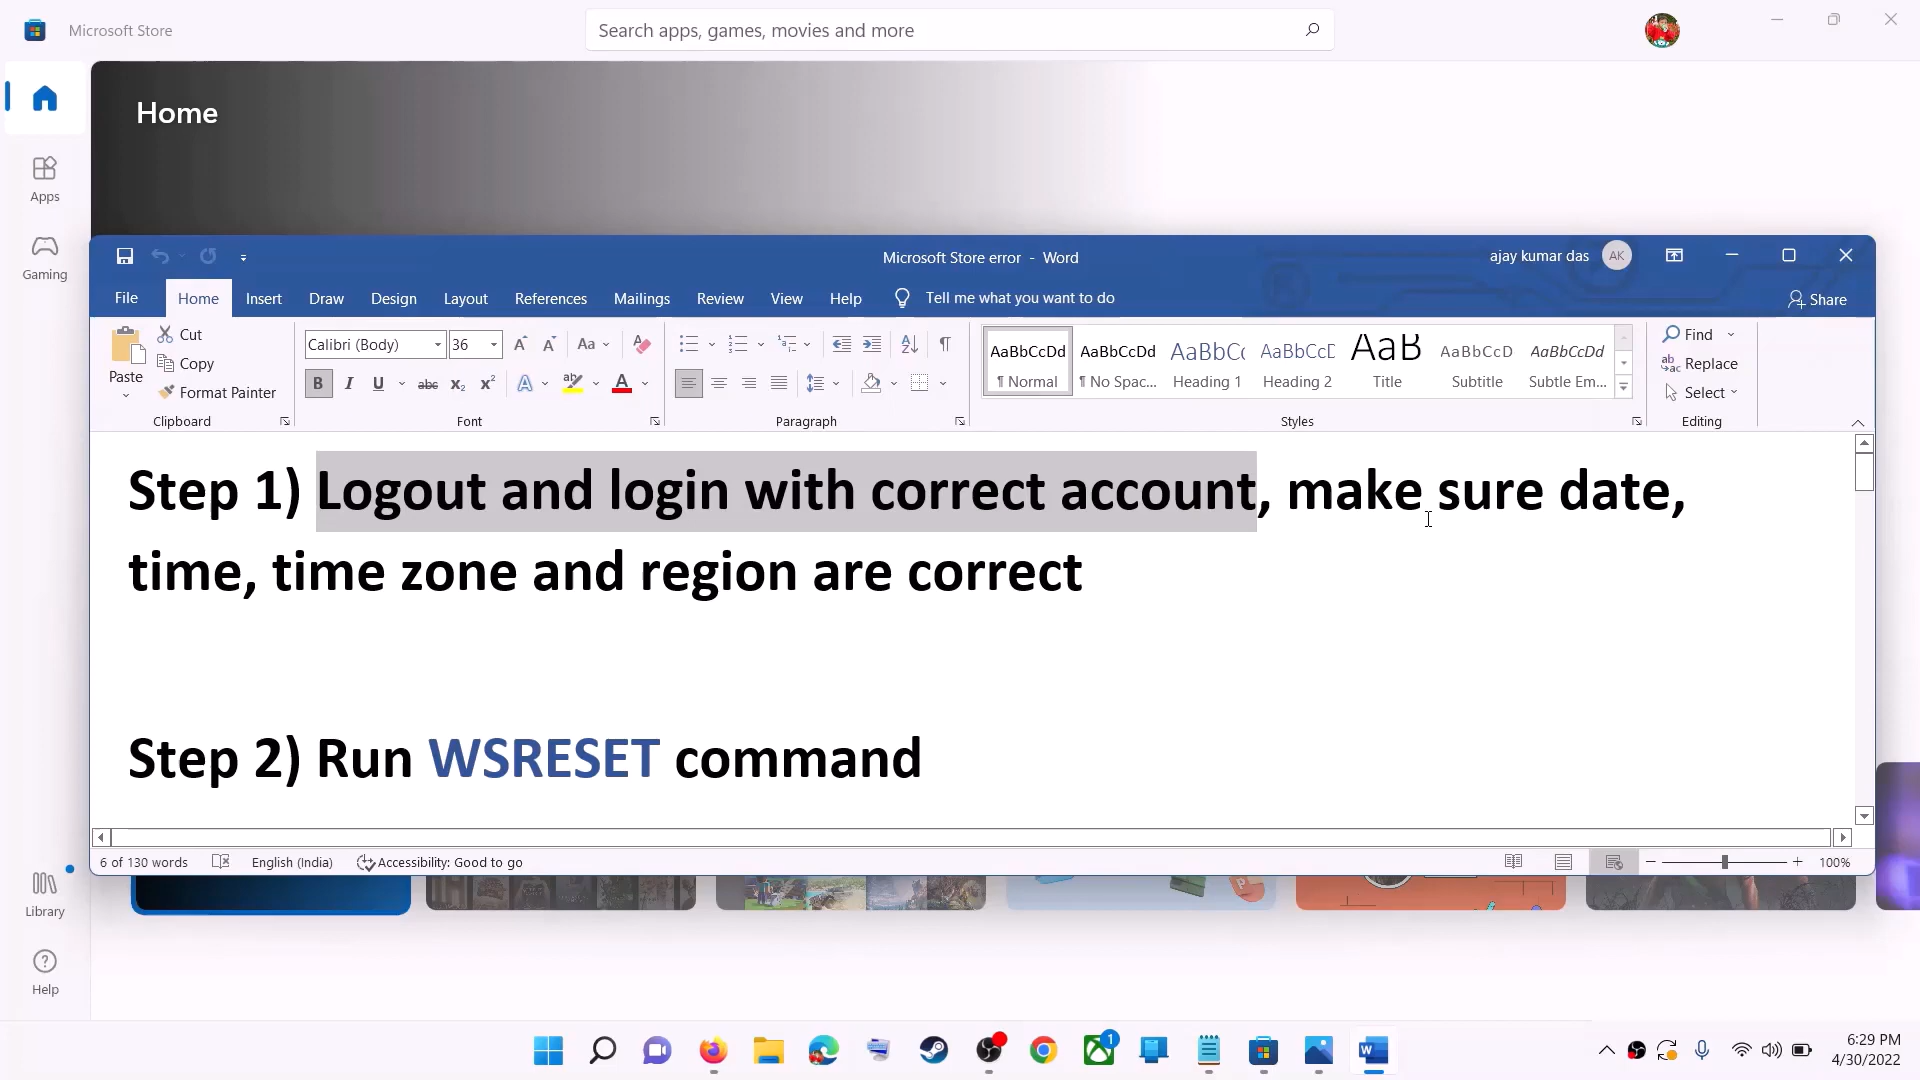 Microsoft Store
Search apps, games, movies and more
Home
Apps
Gaming
Library
Help
Microsoft Store error - Word
ajay kumar das
AK
File
Home
Insert
Draw
Design
Layout
References
Mailings
Review
View
Help
Tell me what you want to do
Share
Paste
Cut
Copy
Format Painter
Clipboard
Calibri (Body)
36
Font
Paragraph
AaBbCcDd
¶ Normal
AaBbCcDd
¶ No Spac...
AaBbCc
Heading 1
AaBbCcD
Heading 2
AaB
Title
AaBbCcD
Subtitle
AaBbCcDd
Subtle Em...
Styles
Find
Replace
Select
Editing
Step 1) Logout and login with correct account, make sure date,
time, time zone and region are correct
Step 2) Run WSRESET command
6 of 130 words
English (India)
Accessibility: Good to go
100%
1
6:29 PM
4/30/2022